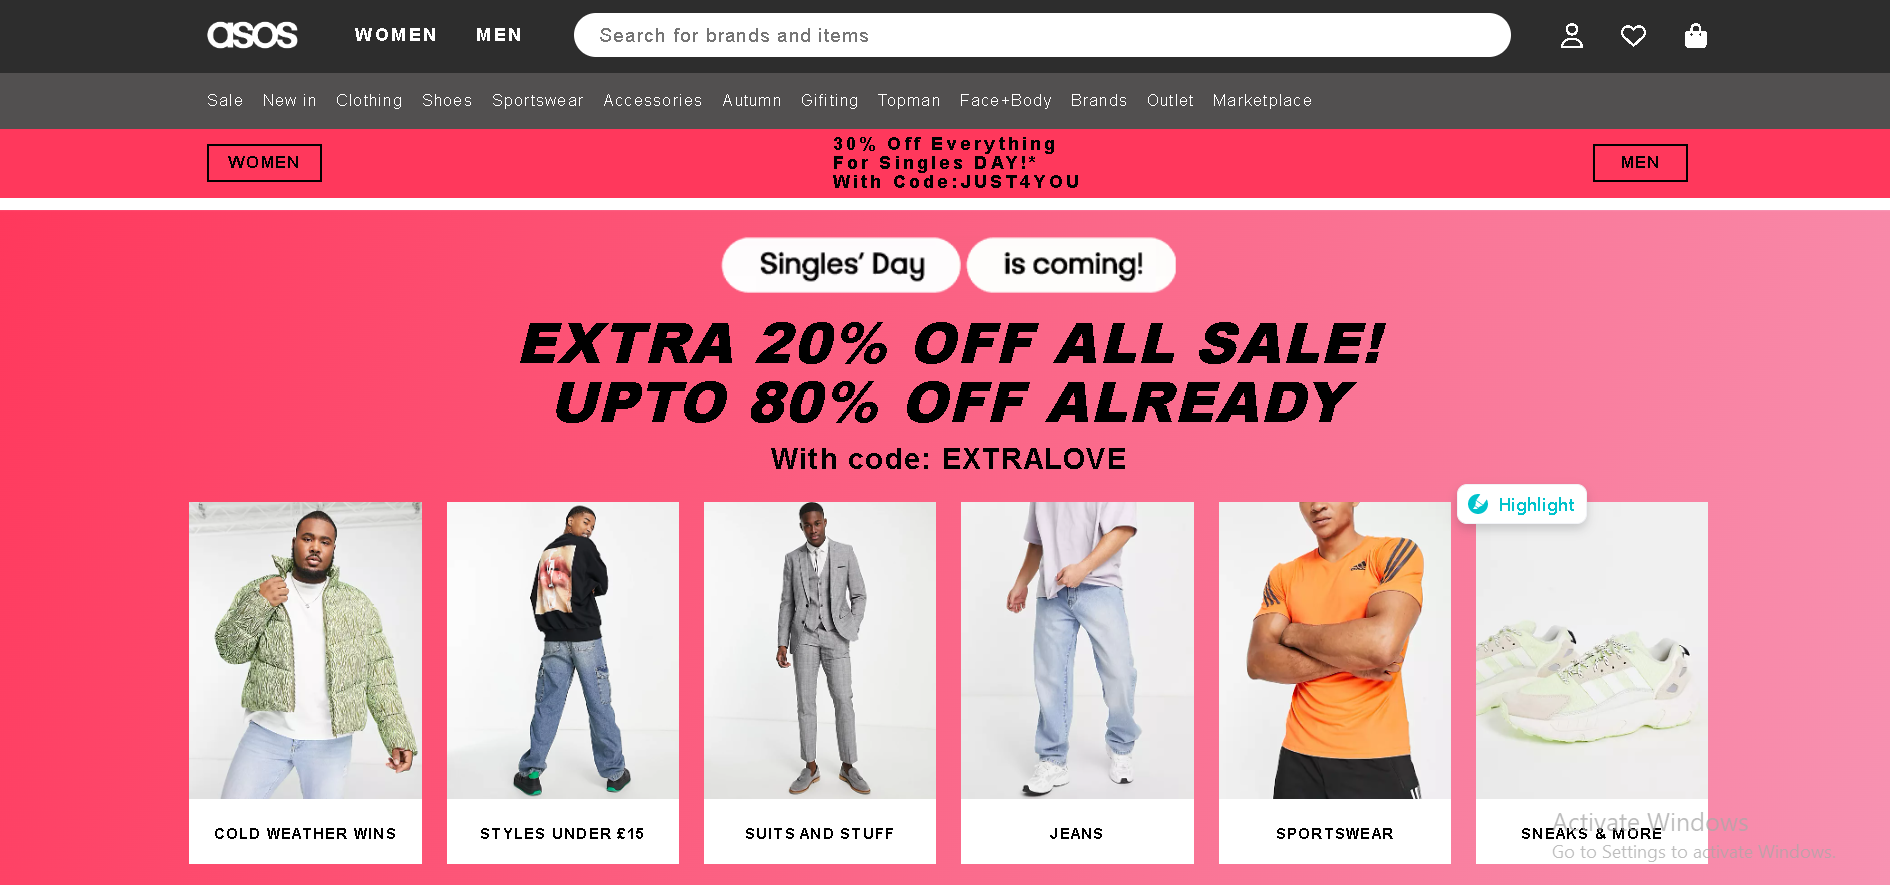 asos
WOMEN MEN
Search for brands and items
Sale New in Clothing Shoes Sportswear Accessories Autumn Gifiting Topman Face+Body Brands Outlet Marketplace
WOMEN
30% Off Everything
For Singles DAY!*
With Code:JUST4YOU
MEN
Singles' Day is coming!
EXTRA 20% OFF ALL SALE!
UPTO 80% OFF ALREADY
With code: EXTRALOVE
Highlight
COLD WEATHER WINS
STYLES UNDER £15
SUITS AND STUFF
JEANS
SPORTSWEAR
SNEAKS & MORE
Activate Windows
Go to Settings to activate Windows.